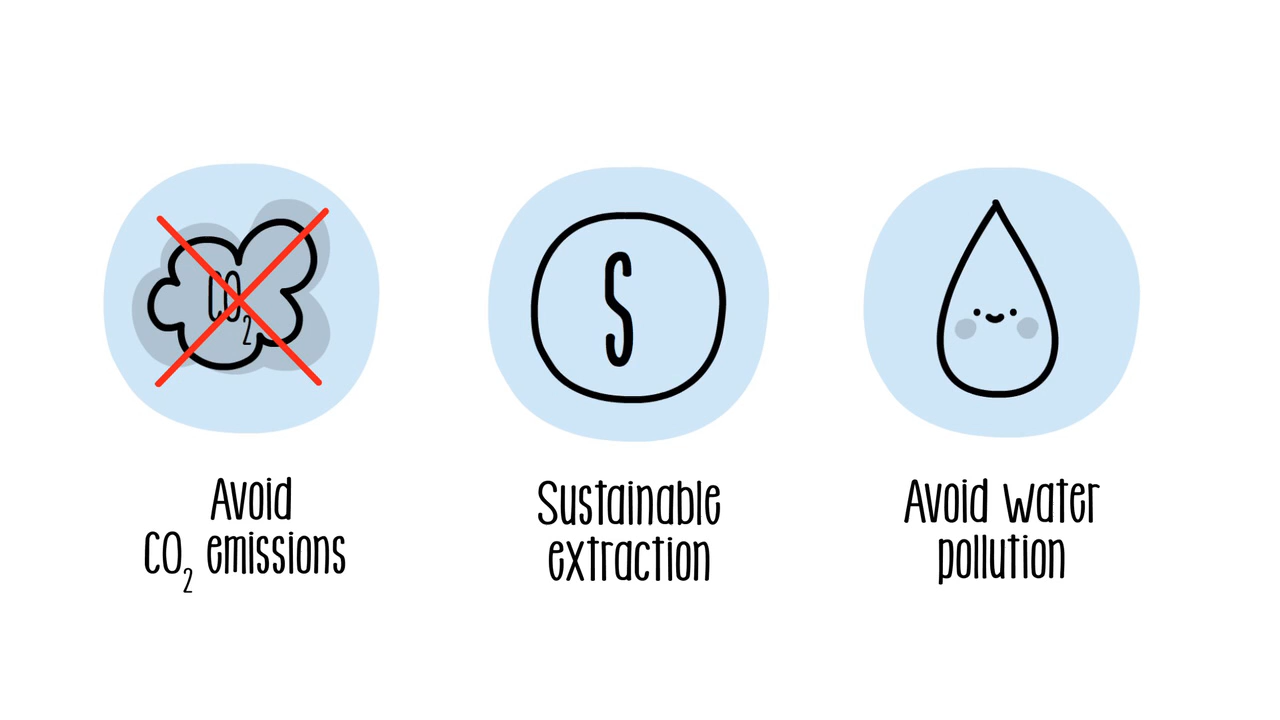 CO₂
S
Avoid
CO₂ emissions
Sustainable
extraction
Avoid water
pollution